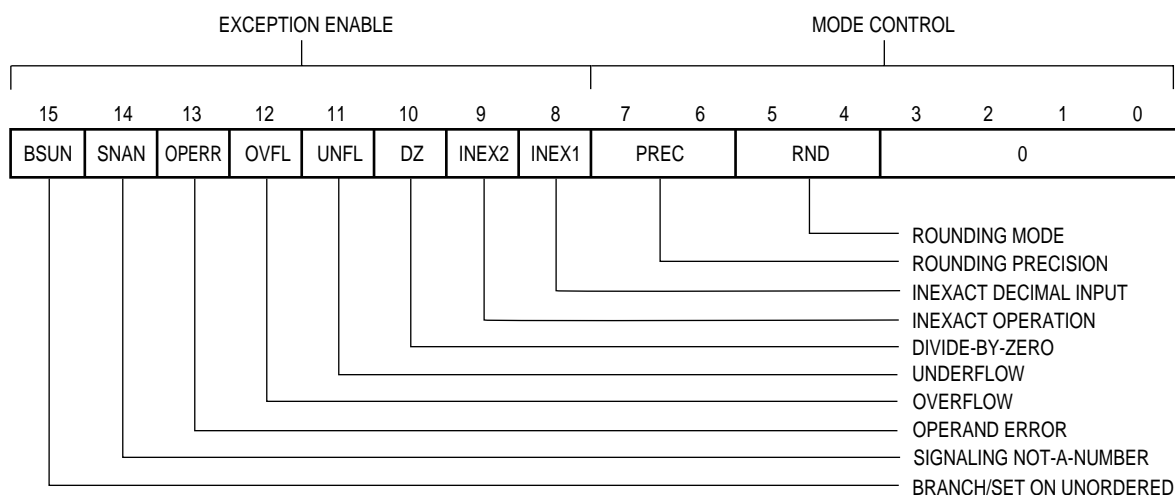 EXCEPTION ENABLE MODE CONTROL
15 14 13 12 11 10 9 8 7 6 5 4 3 2 1 0
BSUN SNAN OPERR OVFL UNFL DZ INEX2 INEX1 PREC RND 0
ROUNDING MODE
ROUNDING PRECISION
INEXACT DECIMAL INPUT
INEXACT OPERATION
DIVIDE-BY-ZERO
UNDERFLOW
OVERFLOW
OPERAND ERROR
SIGNALING NOT-A-NUMBER
BRANCH/SET ON UNORDERED